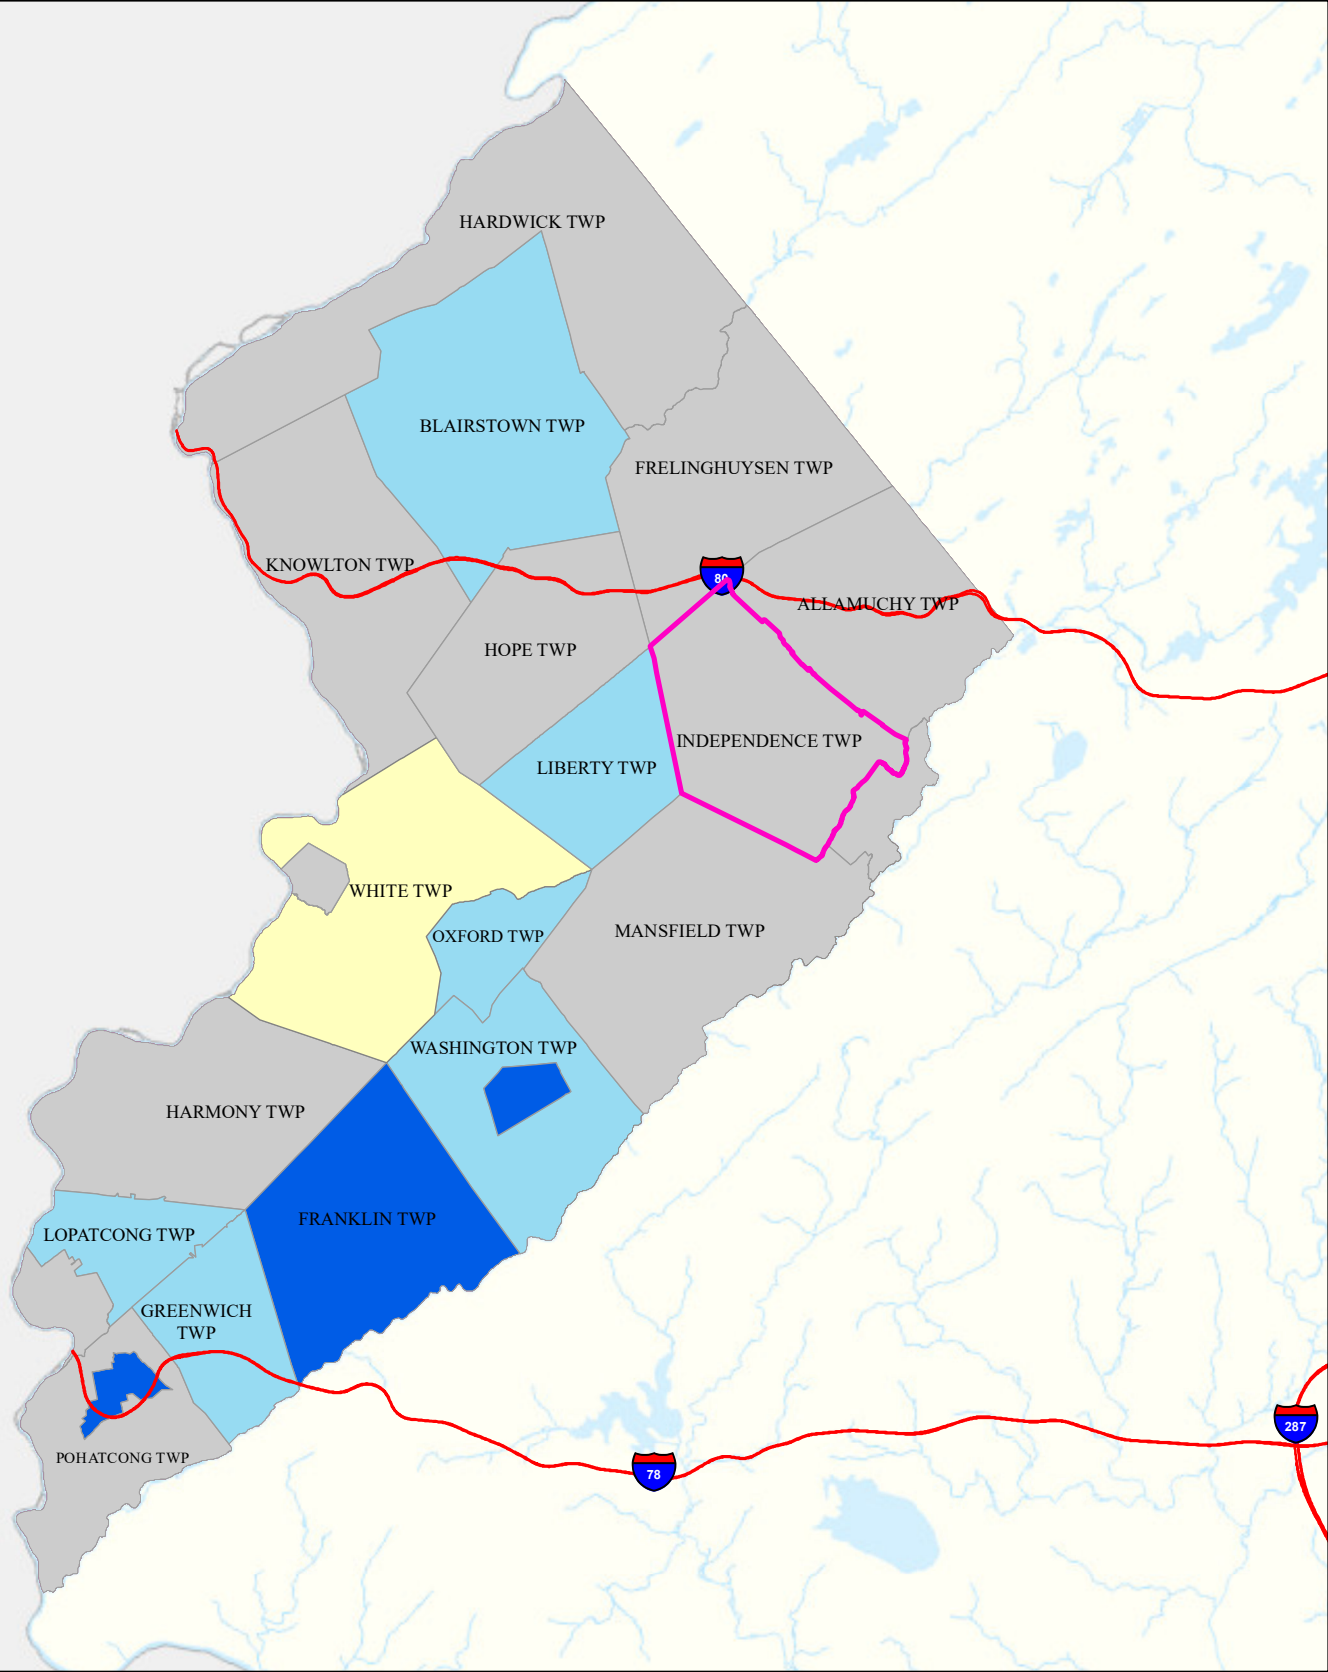 HARDWICK TWP
BLAIRSTOWN TWP
FRELINGHUYSEN TWP
KNOWLTON TWP
80
ALLAMUCHY TWP
HOPE TWP
INDEPENDENCE TWP
LIBERTY TWP
WHITE TWP
OXFORD TWP
MANSFIELD TWP
WASHINGTON TWP
HARMONY TWP
FRANKLIN TWP
LOPATCONG TWP
GREENWICH
TWP
287
POHATCONG TWP
78